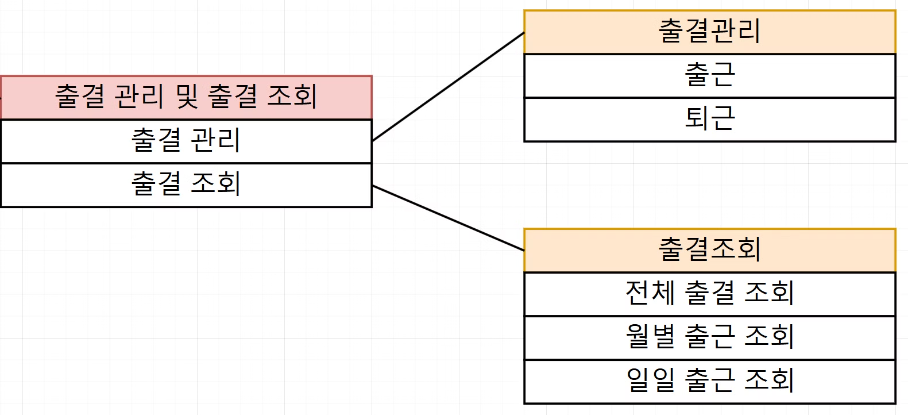 출결 관리 및 출결 조회
출결 관리
출결 조회
출결관리
출근
퇴근
출결조회
전체 출결 조회
월별 출근 조회
일일 출근 조회